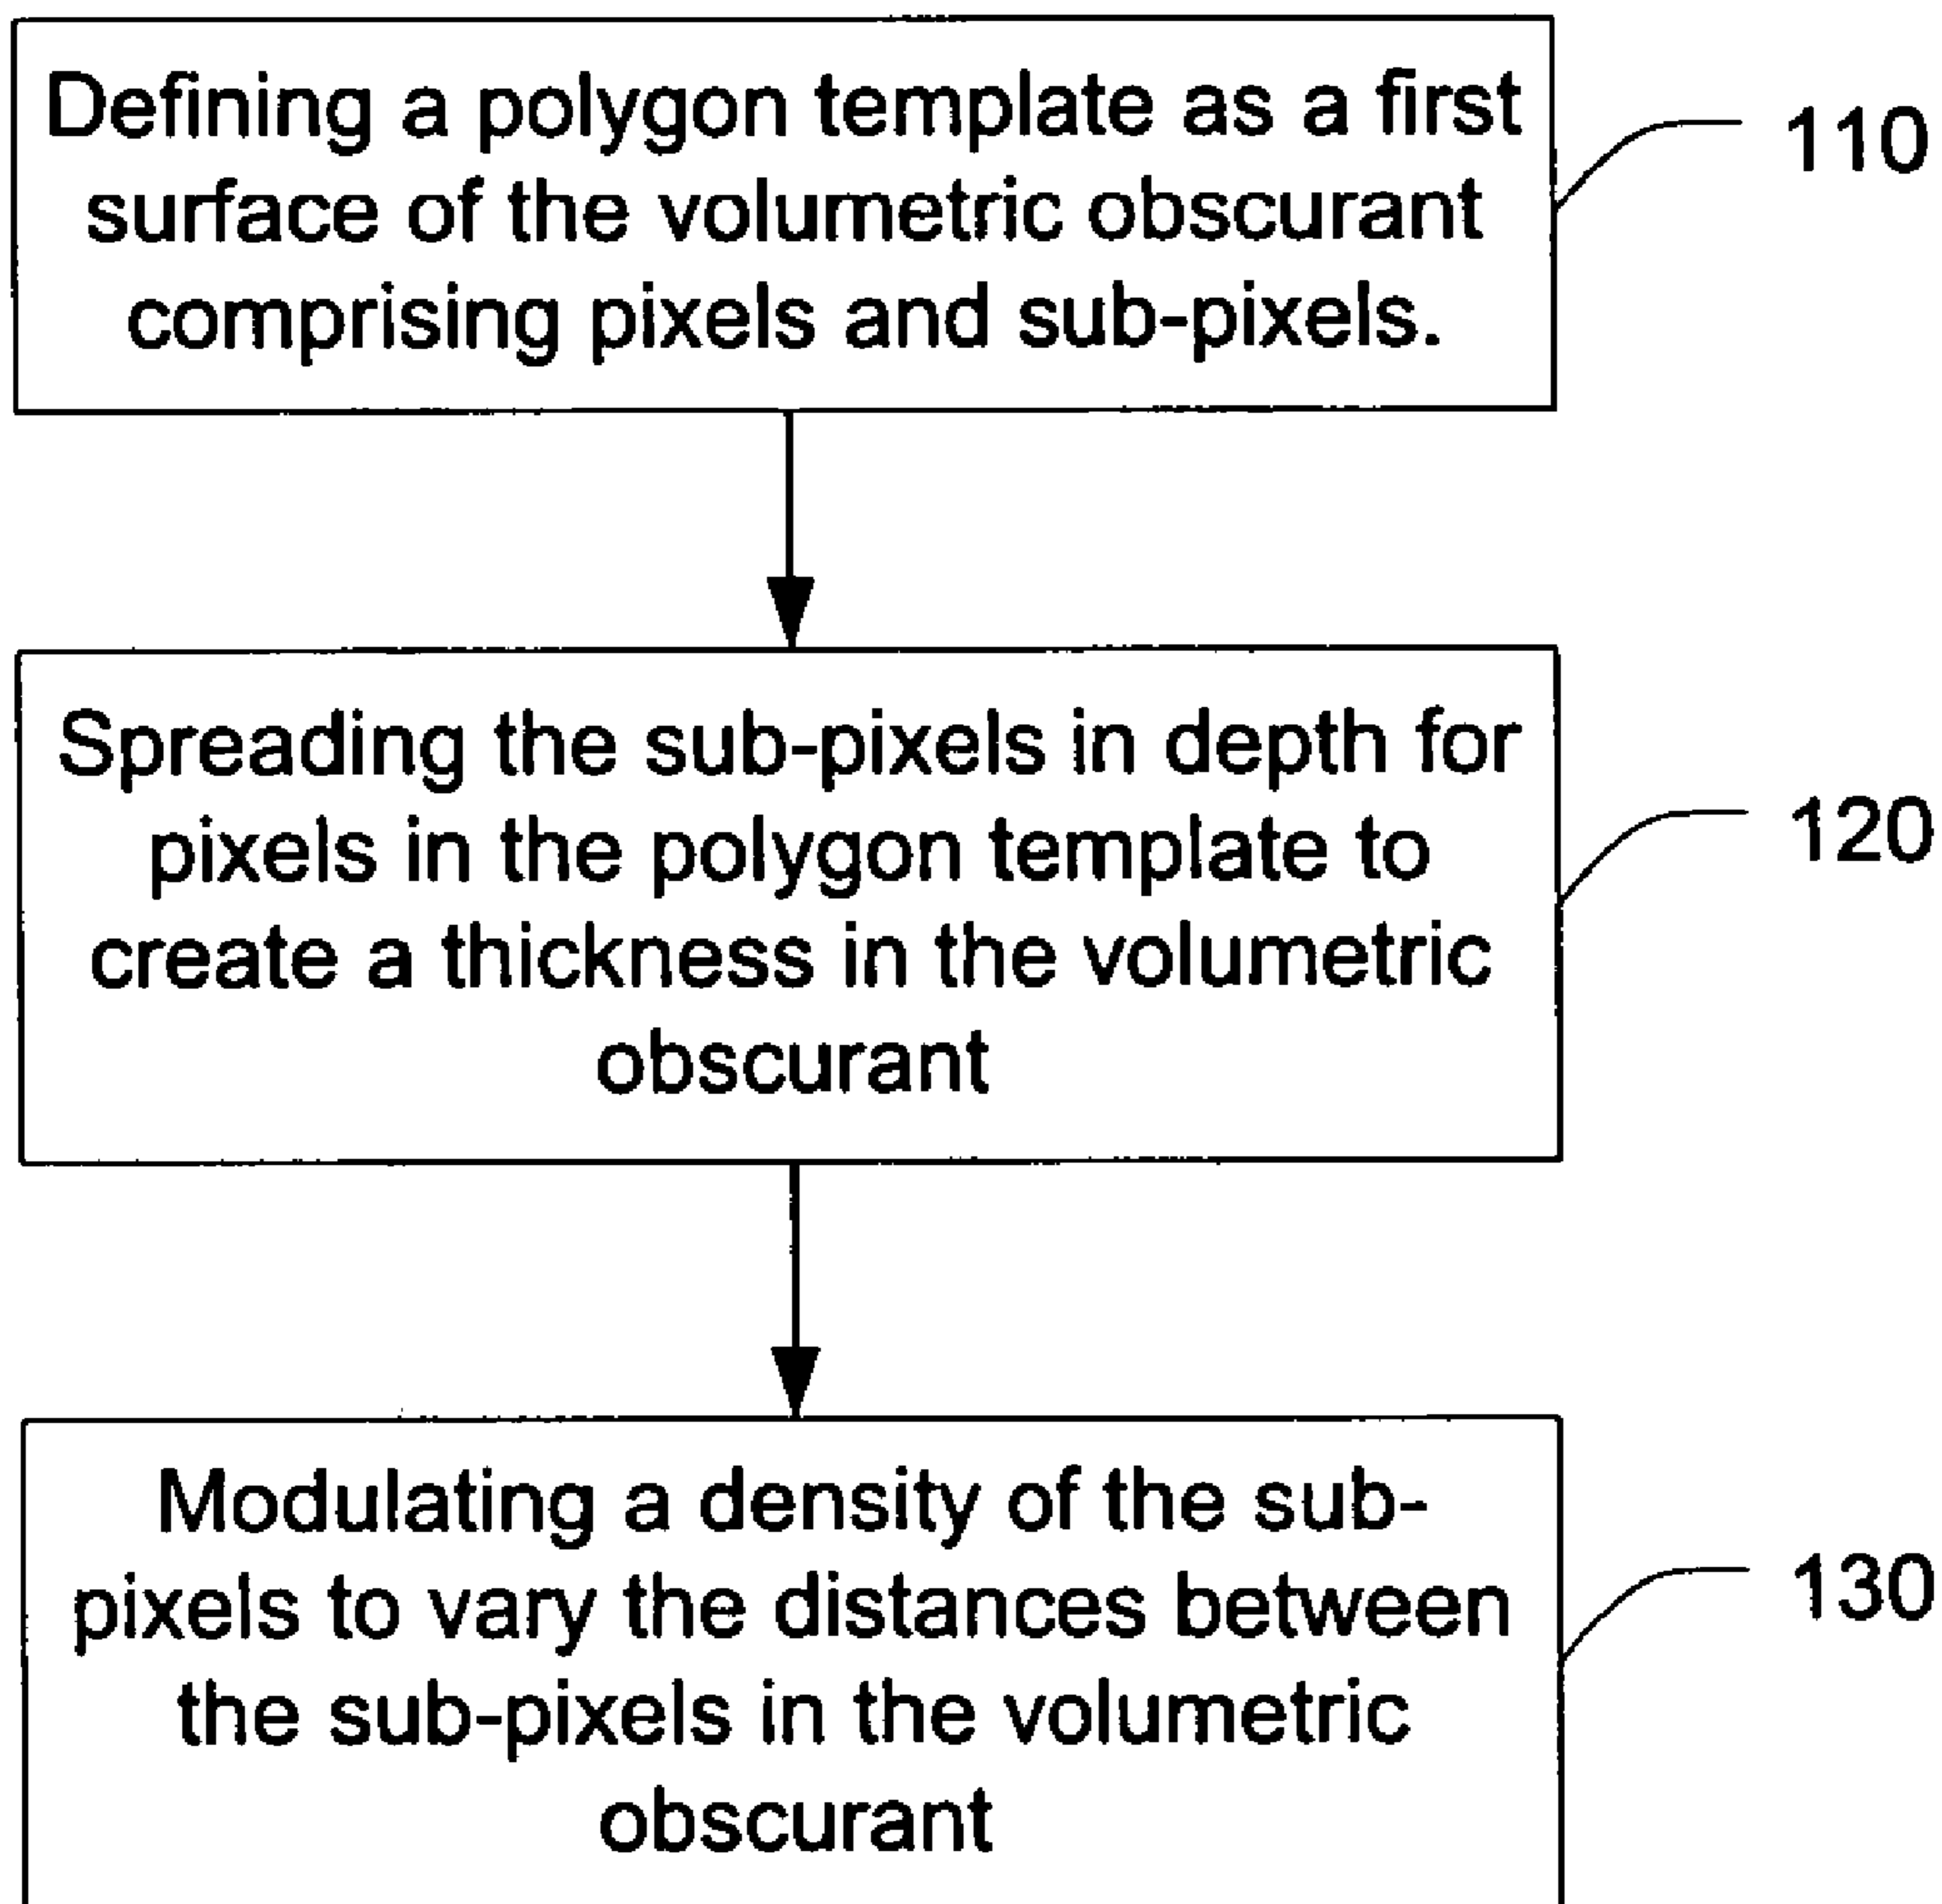 Defining a polygon template as a first
surface of the volumetric obscurant
comprising pixels and sub-pixels.
110
Spreading the sub-pixels in depth for
pixels in the polygon template to
create a thickness in the volumetric
obscurant
120
Modulating a density of the sub-
pixels to vary the distances between
the sub-pixels in the volumetric
obscurant
130